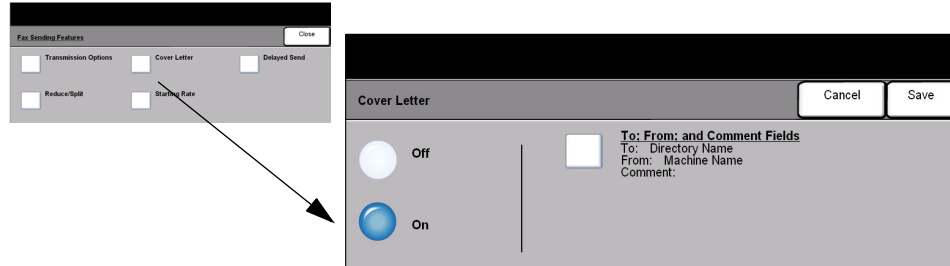 Fax Sending Features
Close
Transmission Options
Cover Letter
Delayed Send
Reduce/Split
Starting Rate
Cover Letter
Cancel
Save
Off
On
To; From; and Comment Fields
To: Directory Name
From: Machine Name
Comment: